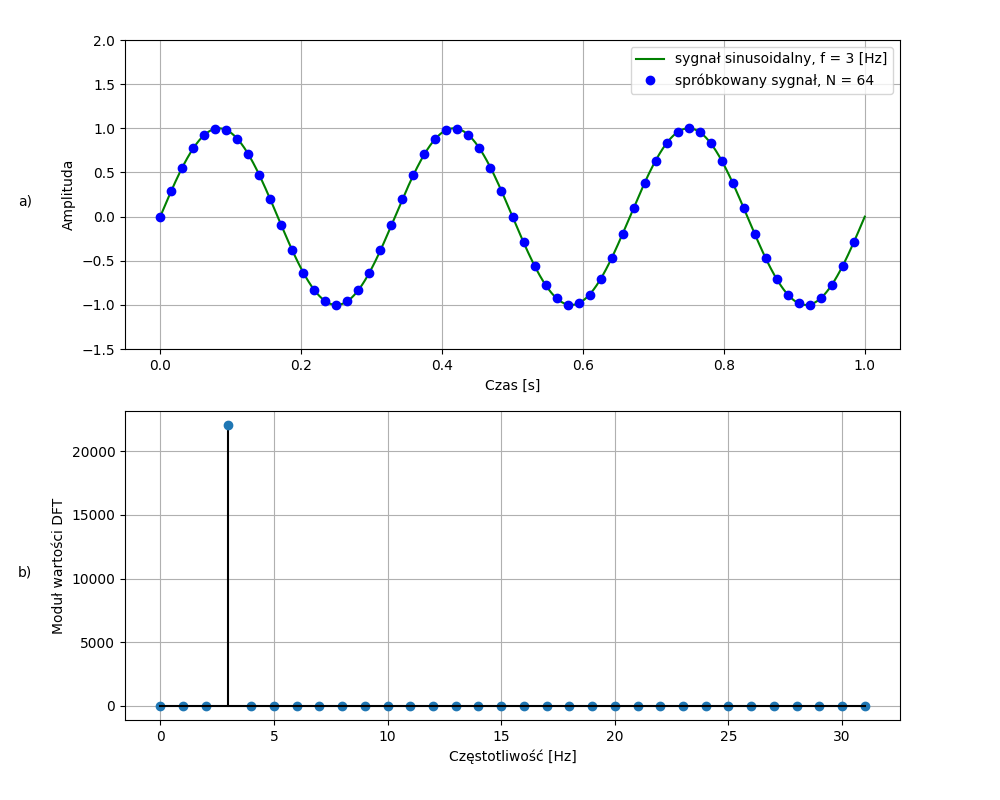 2.0
1.5
1.0
0.5
0.0
−0.5
−1.0
−1.5
a)
Amplituda
sygnał sinusoidalny, f = 3 [Hz]
spróbkowany sygnał, N = 64
0.0 0.2 0.4 0.6 0.8 1.0
Czas [s]
20000
15000
10000
5000
0
b)
Moduł wartości DFT
0 5 10 15 20 25 30
Częstotliwość [Hz]